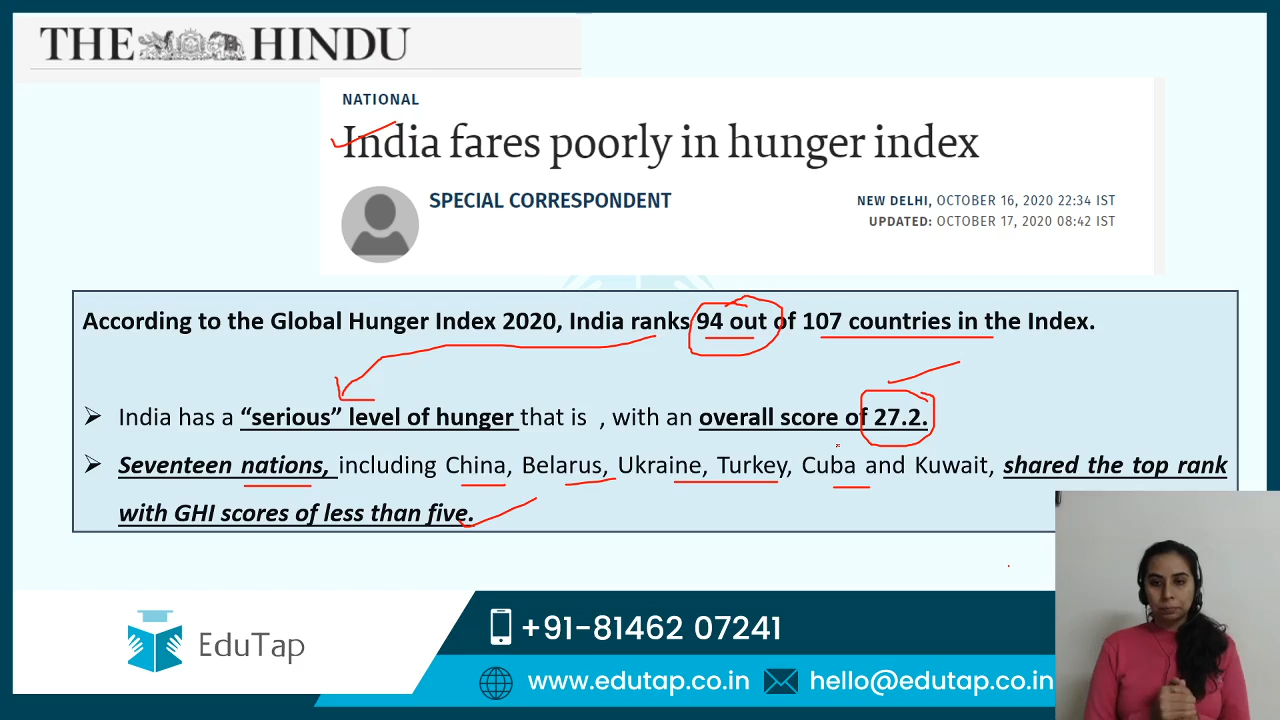 THE HINDU
NATIONAL
India fares poorly in hunger index
SPECIAL CORRESPONDENT
NEW DELHI, OCTOBER 16, 2020 22:34 IST
UPDATED: OCTOBER 17, 2020 08:42 IST
According to the Global Hunger Index 2020, India ranks 94 out of 107 countries in the Index.
➢ India has a “serious” level of hunger that is , with an overall score of 27.2.
➢ Seventeen nations, including China, Belarus, Ukraine, Turkey, Cuba and Kuwait, shared the top rank
with GHI scores of less than five.
EduTap
+91-81462 07241
www.edutap.co.in hello@edutap.co.in